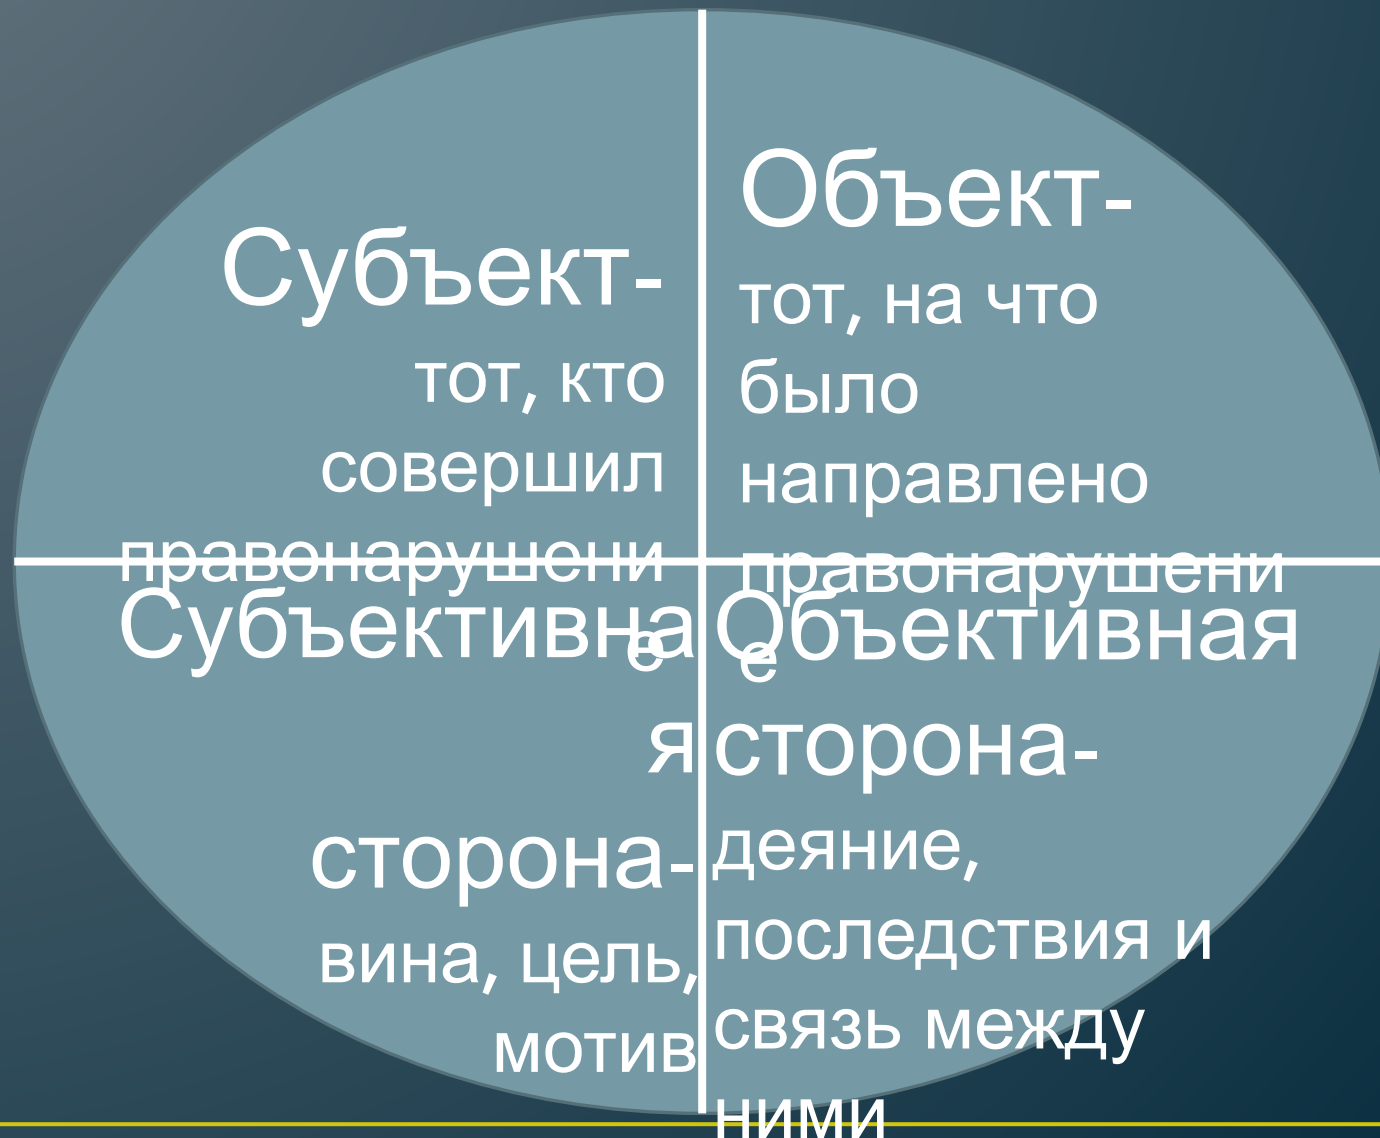 Субъект-
тот, кто
совершил
правонарушени
е
Объект-
тот, на что
было
направлено
правонарушени
е
Субъективна
я
сторона-
вина, цель,
мотив
Объективная
сторона-
деяние,
последствия и
связь между
ними